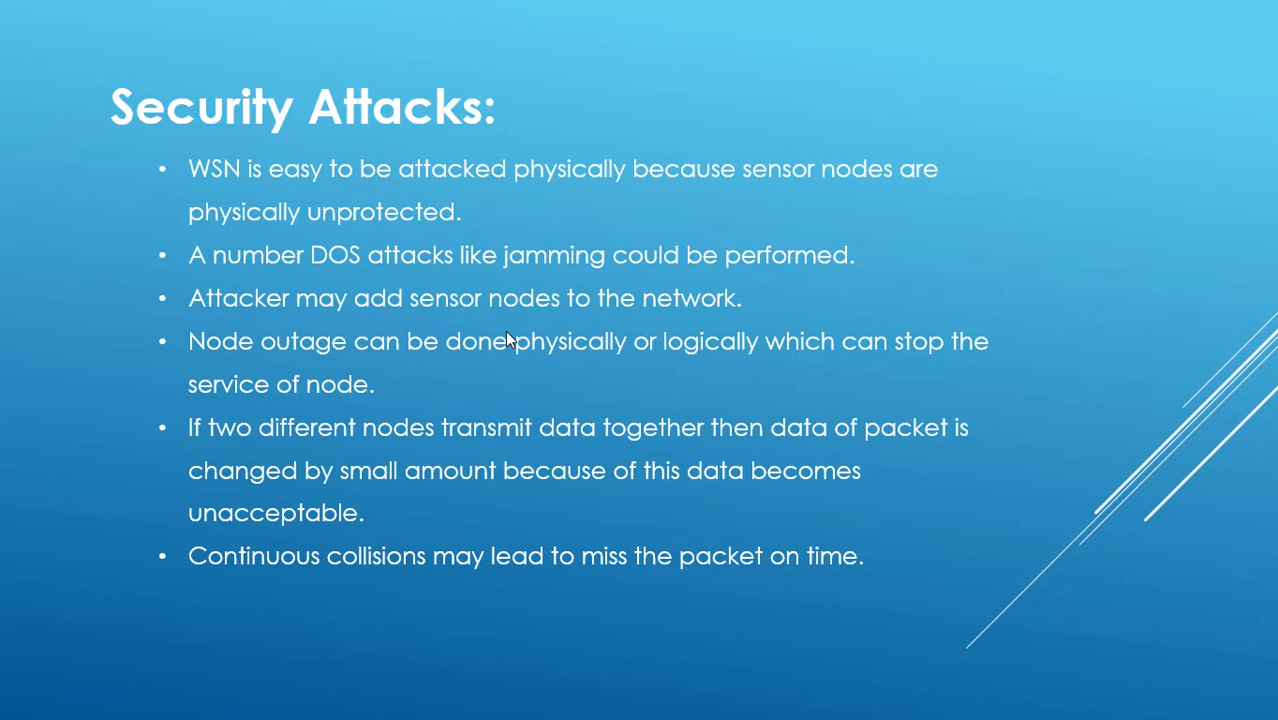 Security Attacks:
• WSN is easy to be attacked physically because sensor nodes are
physically unprotected.
• A number DOS attacks like jamming could be performed.
• Attacker may add sensor nodes to the network.
• Node outage can be done physically or logically which can stop the
service of node.
• If two different nodes transmit data together then data of packet is
changed by small amount because of this data becomes
unacceptable.
• Continuous collisions may lead to miss the packet on time.